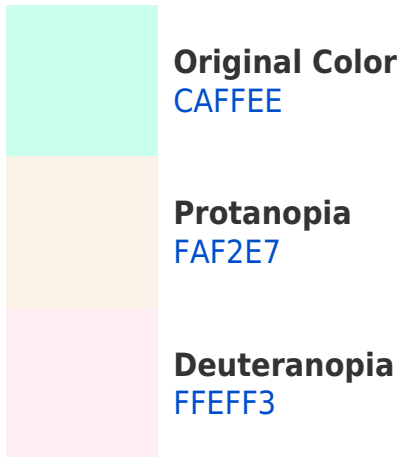 Original Color
CAFFEE
Protanopia
FAF2E7
Deuteranopia
FFEFF3